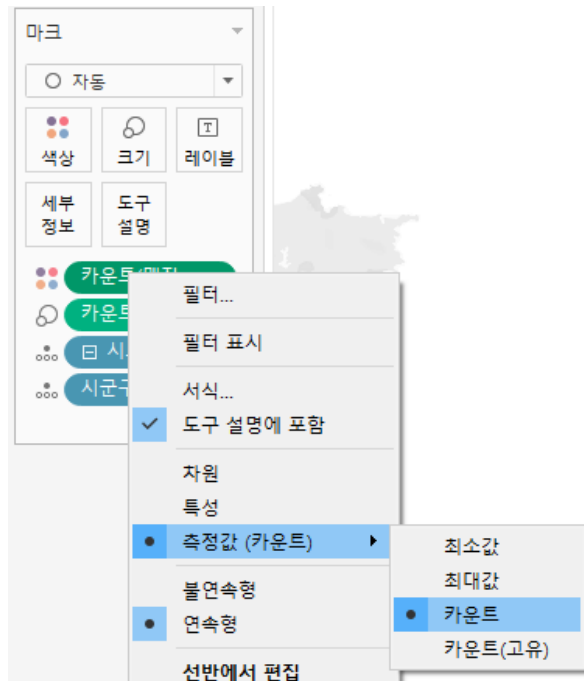 마크
자동
색상
크기
T
레이블
세부
정보
도구
설명
카운트
카운트
시
시군구
필터...
필터 표시
서식...
도구 설명에 포함
차원
특성
측정값 (카운트)
불연속형
연속형
선반에서 편집
최소값
최대값
카운트
카운트(고유)